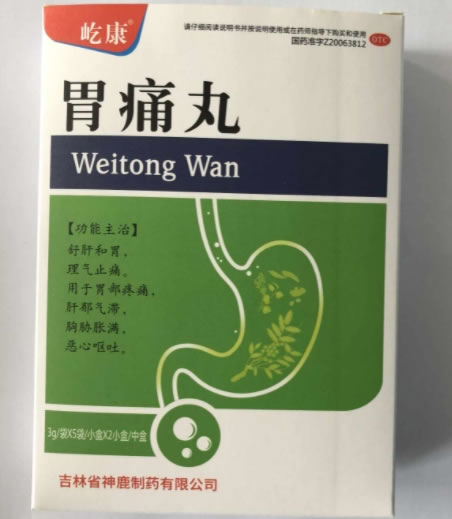 屹康®
请仔细阅读说明书并按说明使用或在药师指导下购买和使用
国药准字Z20063812
OTC
胃痛丸
Weitong Wan
【功能主治】
舒肝和胃,
理气止痛。
用于胃部疼痛,
肝郁气滞,
胸胁胀满,
恶心呕吐。
3g/袋X5袋/小盒X2小盒/中盒
吉林省神鹿制药有限公司